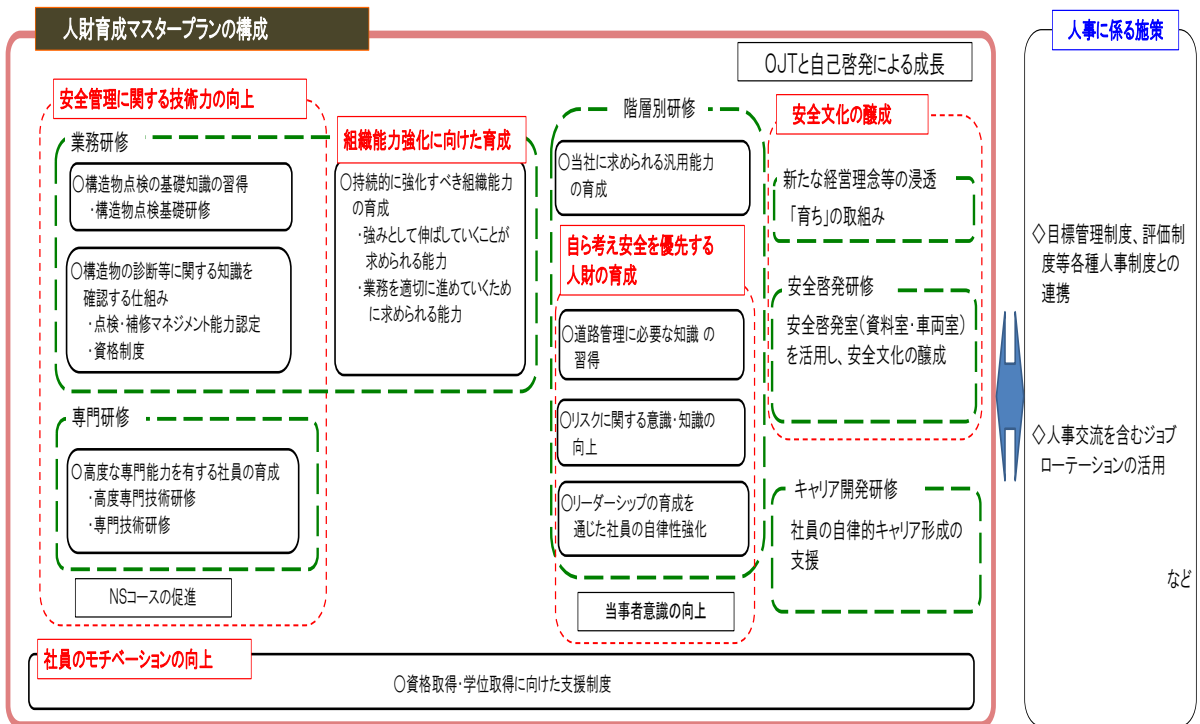 人財育成マスタープランの構成
OJTと自己啓発による成長
安全管理に関する技術力の向上
業務研修
○構造物点検の基礎知識の習得
・構造物点検基礎研修
○構造物の診断等に関する知識を
確認する仕組み
・点検・補修マネジメント能力認定
・資格制度
専門研修
○高度な専門能力を有する社員の育成
・高度専門技術研修
・専門技術研修
NSコースの促進
組織能力強化に向けた育成
○持続的に強化すべき組織能力
の育成
・強みとして伸ばしていくことが
求められる能力
・業務を適切に進めていくため
に求められる能力
階層別研修
○当社に求められる汎用能力
の育成
自ら考え安全を優先する
人財の育成
○道路管理に必要な知識 の
習得
○リスクに関する意識・知識の
向上
○リーダーシップの育成を
通じた社員の自律性強化
当事者意識の向上
安全文化の醸成
新たな経営理念等の浸透
「育ち」の取組み
安全啓発研修
安全啓発室(資料室・車両室)
を活用し、安全文化の醸成
キャリア開発研修
社員の自律的キャリア形成の
支援
社員のモチベーションの向上
○資格取得・学位取得に向けた支援制度
人事に係る施策
◇目標管理制度、評価制
度等各種人事制度との
連携
◇人事交流を含むジョブ
ローテーションの活用
など